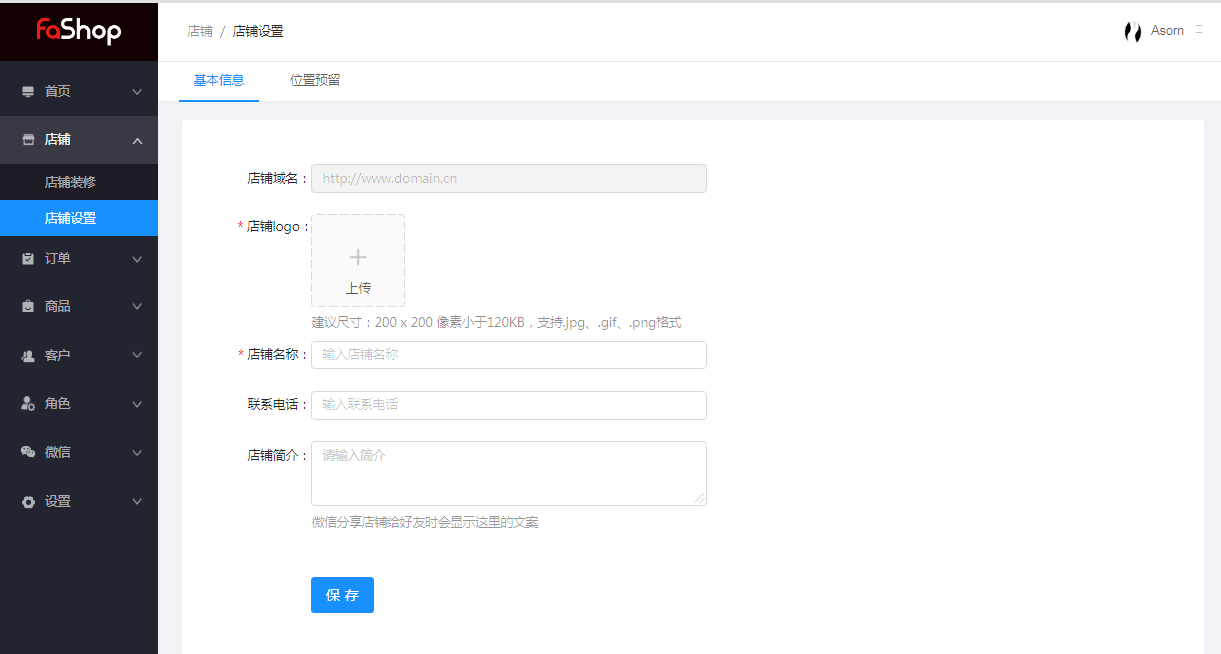 faShop
店铺 / 店铺设置
Asorn
基本信息
位置预留
首页
店铺
店铺装修
店铺设置
订单
商品
客户
角色
微信
设置
店铺域名：
http://www.domain.cn
* 店铺logo：
上传
建议尺寸：200 x 200 像素小于120KB，支持.jpg、.gif、.png格式
* 店铺名称：
输入店铺名称
联系电话：
输入联系电话
店铺简介：
请输入简介
微信分享店铺给好友时会显示这里的文案
保 存